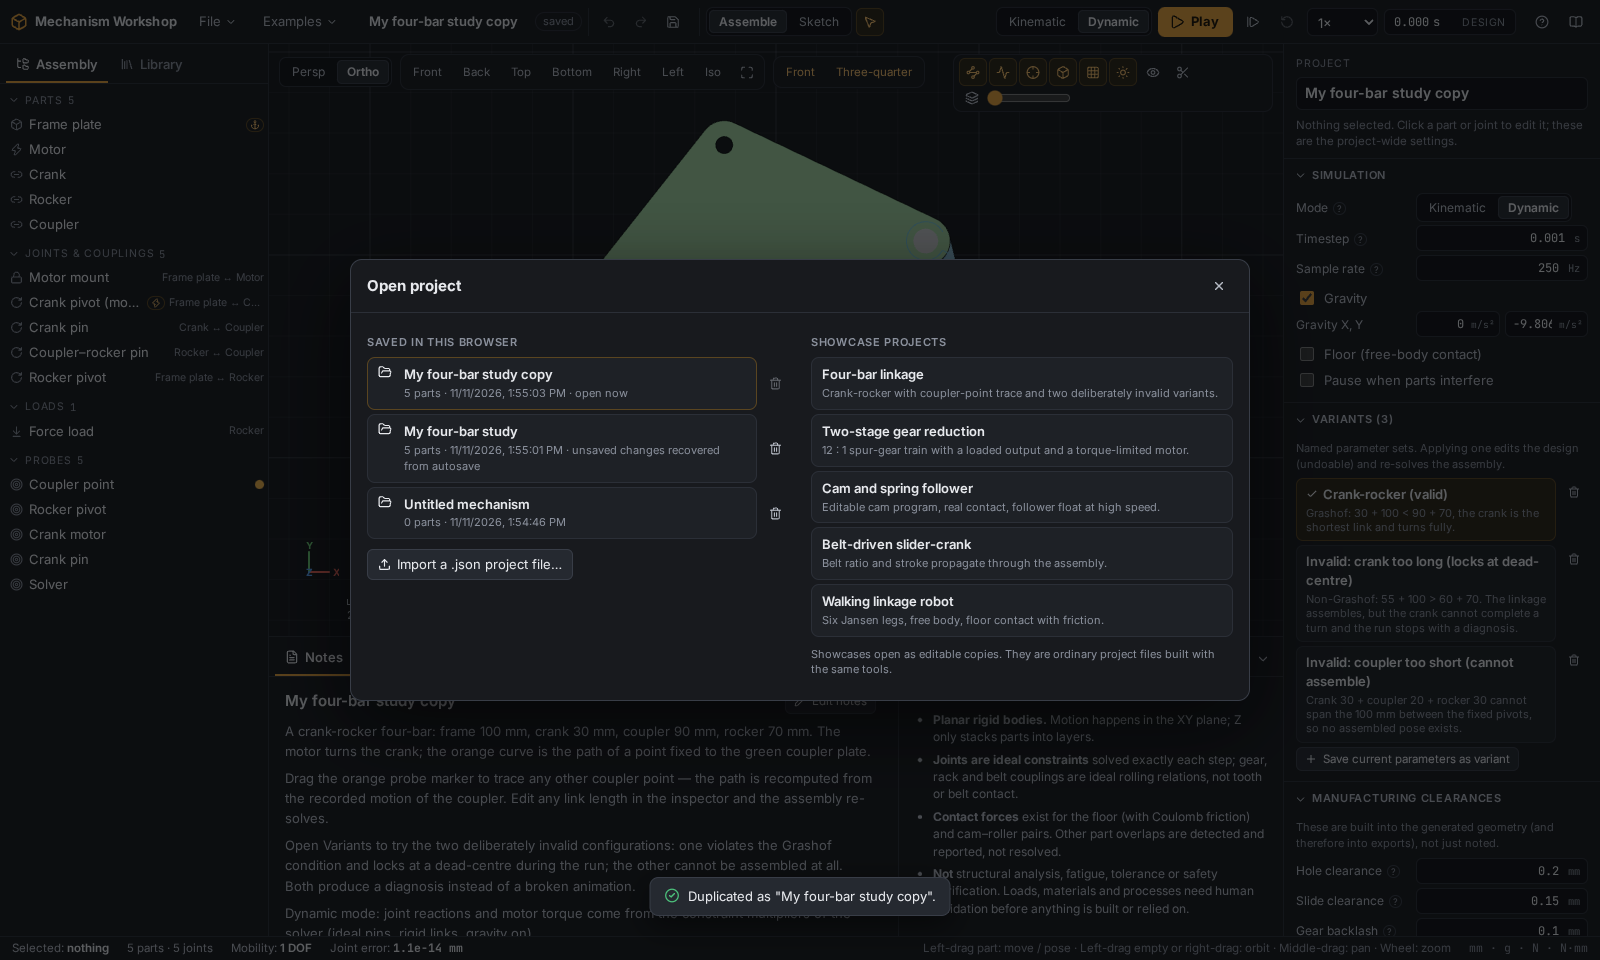 Mechanism Workshop
File
Examples
My four-bar study copy
saved
Assemble
Sketch
Kinematic
Dynamic
Play
1×
0.000 s
DESIGN
Assembly
Library
PARTS 5
Frame plate
Motor
Crank
Rocker
Coupler
JOINTS & COUPLINGS 5
Motor mount
Frame plate ↔ Motor
Crank pivot (mo...
Frame plate ↔ C...
Crank pin
Crank ↔ Coupler
Coupler–rocker pin
Rocker ↔ Coupler
Rocker pivot
Frame plate ↔ Rocker
LOADS 1
Force load
Rocker
PROBES 5
Coupler point
Rocker pivot
Crank motor
Crank pin
Solver
Persp
Ortho
Front
Back
Top
Bottom
Right
Left
Iso
Front
Three-quarter
Y
Z
X
Open project
SAVED IN THIS BROWSER
My four-bar study copy
5 parts · 11/11/2026, 1:55:03 PM · open now
My four-bar study
5 parts · 11/11/2026, 1:55:01 PM · unsaved changes recovered
from autosave
Untitled mechanism
0 parts · 11/11/2026, 1:54:46 PM
Import a .json project file...
SHOWCASE PROJECTS
Four-bar linkage
Crank-rocker with coupler-point trace and two deliberately invalid variants.
Two-stage gear reduction
12 : 1 spur-gear train with a loaded output and a torque-limited motor.
Cam and spring follower
Editable cam program, real contact, follower float at high speed.
Belt-driven slider-crank
Belt ratio and stroke propagate through the assembly.
Walking linkage robot
Six Jansen legs, free body, floor contact with friction.
Showcases open as editable copies. They are ordinary project files built with
the same tools.
Notes
My four-bar study copy
Edit notes
A crank-rocker four-bar: frame 100 mm, crank 30 mm, coupler 90 mm, rocker 70 mm. The
motor turns the crank; the orange curve is the path of a point fixed to the green coupler plate.
Drag the orange probe marker to trace any other coupler point — the path is recomputed from
the recorded motion of the coupler. Edit any link length in the inspector and the assembly re-
solves.
Open Variants to try the two deliberately invalid configurations: one violates the Grashof
condition and locks at a dead-centre during the run; the other cannot be assembled at all.
Both produce a diagnosis instead of a broken animation.
Dynamic mode: joint reactions and motor torque come from the constraint multipliers of the
solver (ideal pins, rigid links, gravity on).
• Planar rigid bodies. Motion happens in the XY plane; Z
only stacks parts into layers.
• Joints are ideal constraints solved exactly each step; gear,
rack and belt couplings are ideal rolling relations, not tooth
or belt contact.
• Contact forces exist for the floor (with Coulomb friction)
and cam–roller pairs. Other part overlaps are detected and
reported, not resolved.
• Not structural analysis, fatigue, tolerance or safety
Loads, materials and processes need human
before anything is built or relied on.
Duplicated as "My four-bar study copy".
PROJECT
My four-bar study copy
Nothing selected. Click a part or joint to edit it; these
are the project-wide settings.
SIMULATION
Mode ?
Kinematic
Dynamic
Timestep ?
0.001 s
Sample rate ?
250 Hz
Gravity
Gravity X, Y
0 m/s²
-9.806 m/s²
Floor (free-body contact)
Pause when parts interfere
VARIANTS (3)
Named parameter sets. Applying one edits the design
(undoable) and re-solves the assembly.
Crank-rocker (valid)
Grashof: 30 + 100 < 90 + 70, the crank is the
shortest link and turns fully.
Invalid: crank too long (locks at dead-
centre)
Non-Grashof: 55 + 100 > 60 + 70. The linkage
assembles, but the crank cannot complete a
turn and the run stops with a diagnosis.
Invalid: coupler too short (cannot
assemble)
Crank 30 + coupler 20 + rocker 30 cannot
span the 100 mm between the fixed pivots,
so no assembled pose exists.
Save current parameters as variant
MANUFACTURING CLEARANCES
These are built into the generated geometry (and
therefore into exports), not just noted.
Hole clearance ?
0.2 mm
Slide clearance ?
0.15 mm
Gear backlash ?
0.1 mm
Selected: nothing
5 parts · 5 joints
Mobility: 1 DOF
Joint error: 1.1e-14 mm
Left-drag part: move / pose · Left-drag empty or right-drag: orbit · Middle-drag: pan · Wheel: zoom
mm · g · N · N·mm